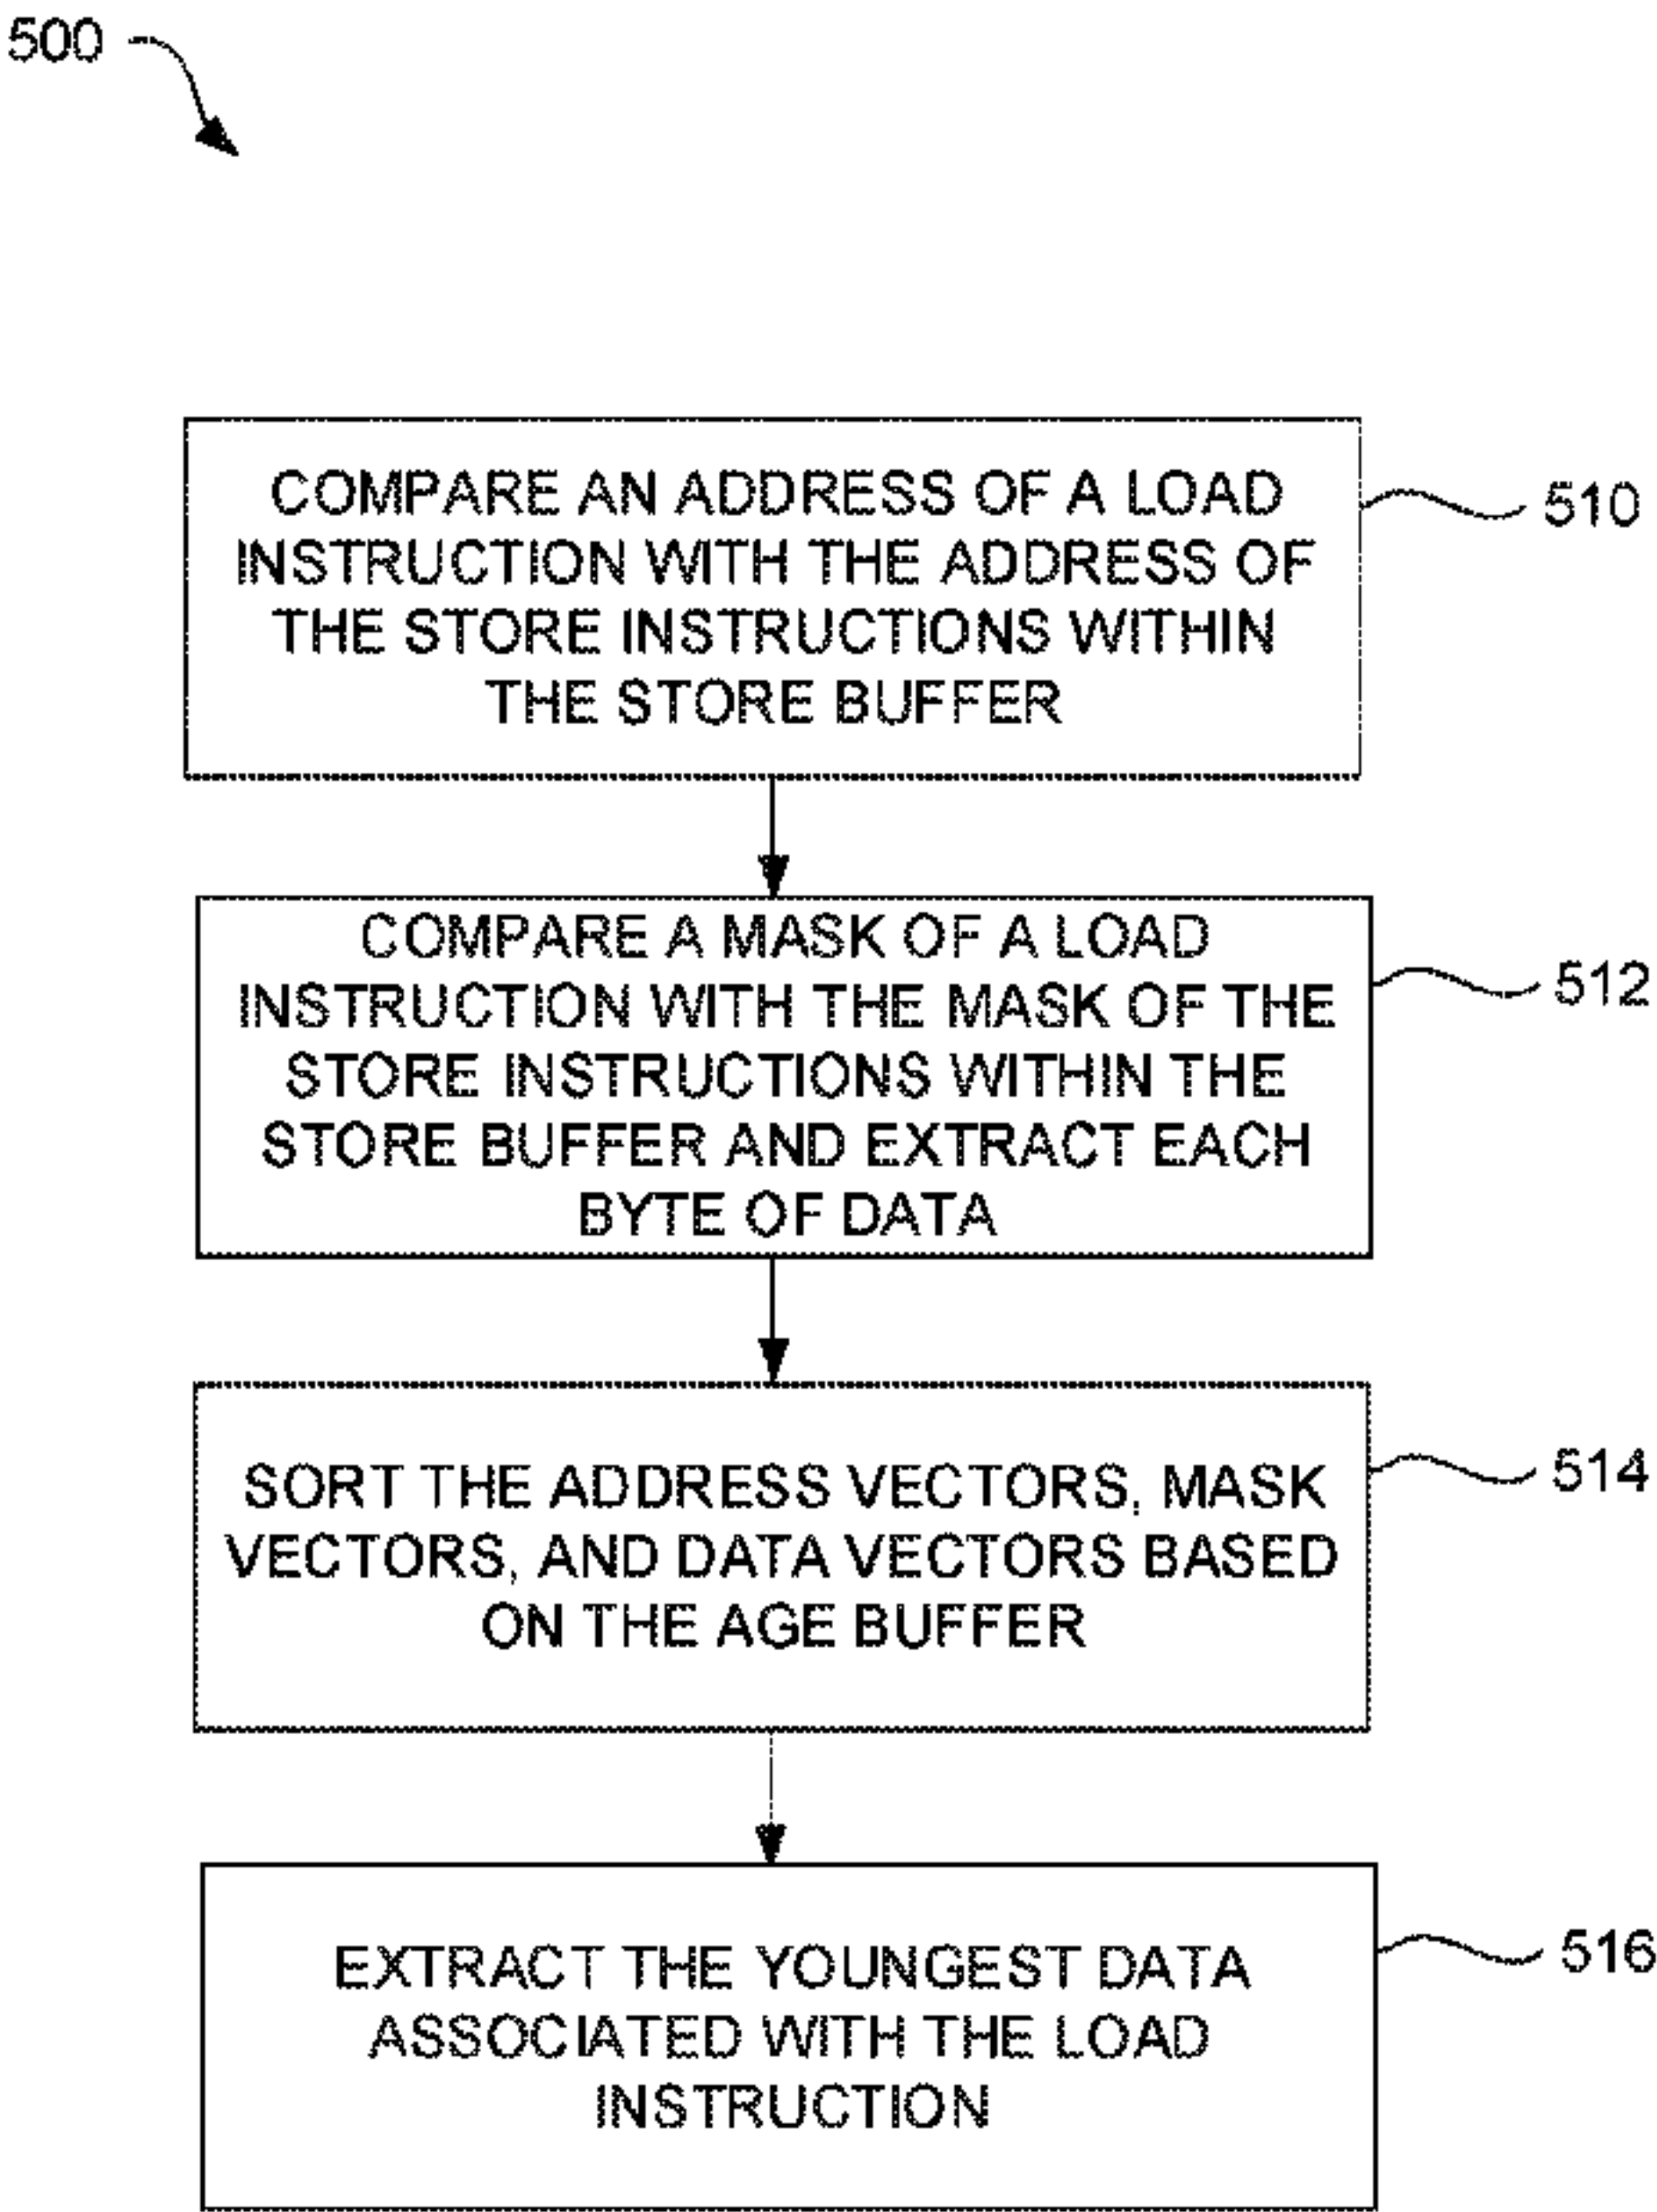 500
COMPARE AN ADDRESS OF A LOAD
INSTRUCTION WITH THE ADDRESS OF
THE STORE INSTRUCTIONS WITHIN
THE STORE BUFFER
510
COMPARE A MASK OF A LOAD
INSTRUCTION WITH THE MASK OF THE
STORE INSTRUCTIONS WITHIN THE
STORE BUFFER AND EXTRACT EACH
BYTE OF DATA
512
SORT THE ADDRESS VECTORS, MASK
VECTORS, AND DATA VECTORS BASED
ON THE AGE BUFFER
514
EXTRACT THE YOUNGEST DATA
ASSOCIATED WITH THE LOAD
INSTRUCTION
516